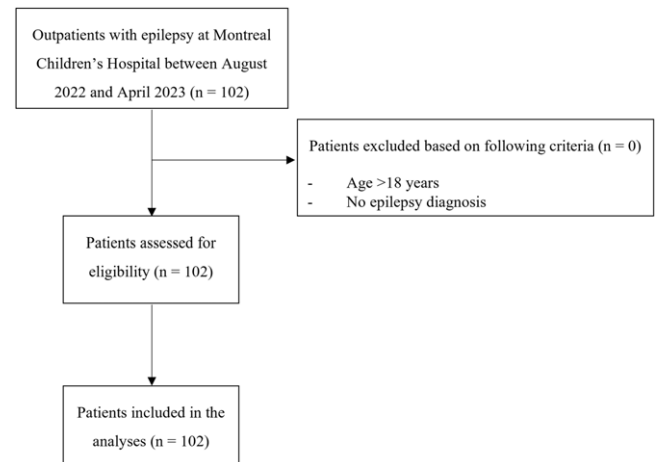 Outpatients with epilepsy at Montreal
Children's Hospital between August
2022 and April 2023 (n = 102)
Patients excluded based on following criteria (n = 0)
- Age >18 years
- No epilepsy diagnosis
Patients assessed for
eligibility (n = 102)
Patients included in the
analyses (n = 102)